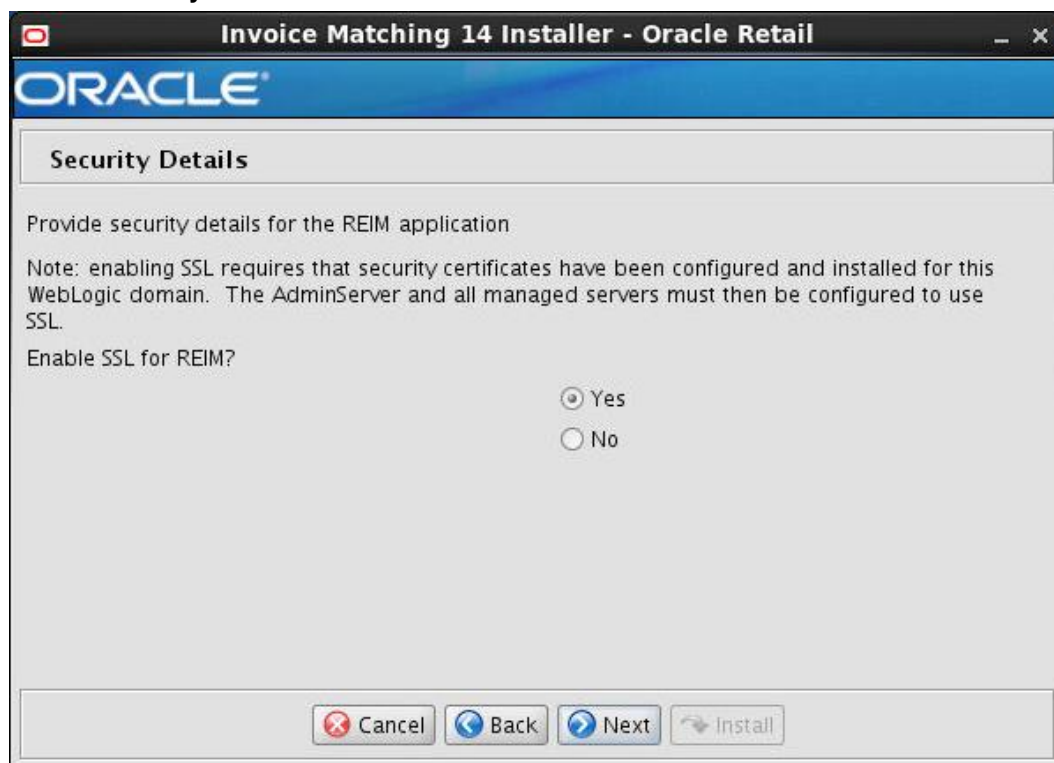 Invoice Matching 14 Installer - Oracle Retail
ORACLE
Security Details
Provide security details for the REIM application
Note: enabling SSL requires that security certificates have been configured and installed for this
WebLogic domain. The AdminServer and all managed servers must then be configured to use
SSL.
Enable SSL for REIM?
Yes
No
Cancel Back Next Install